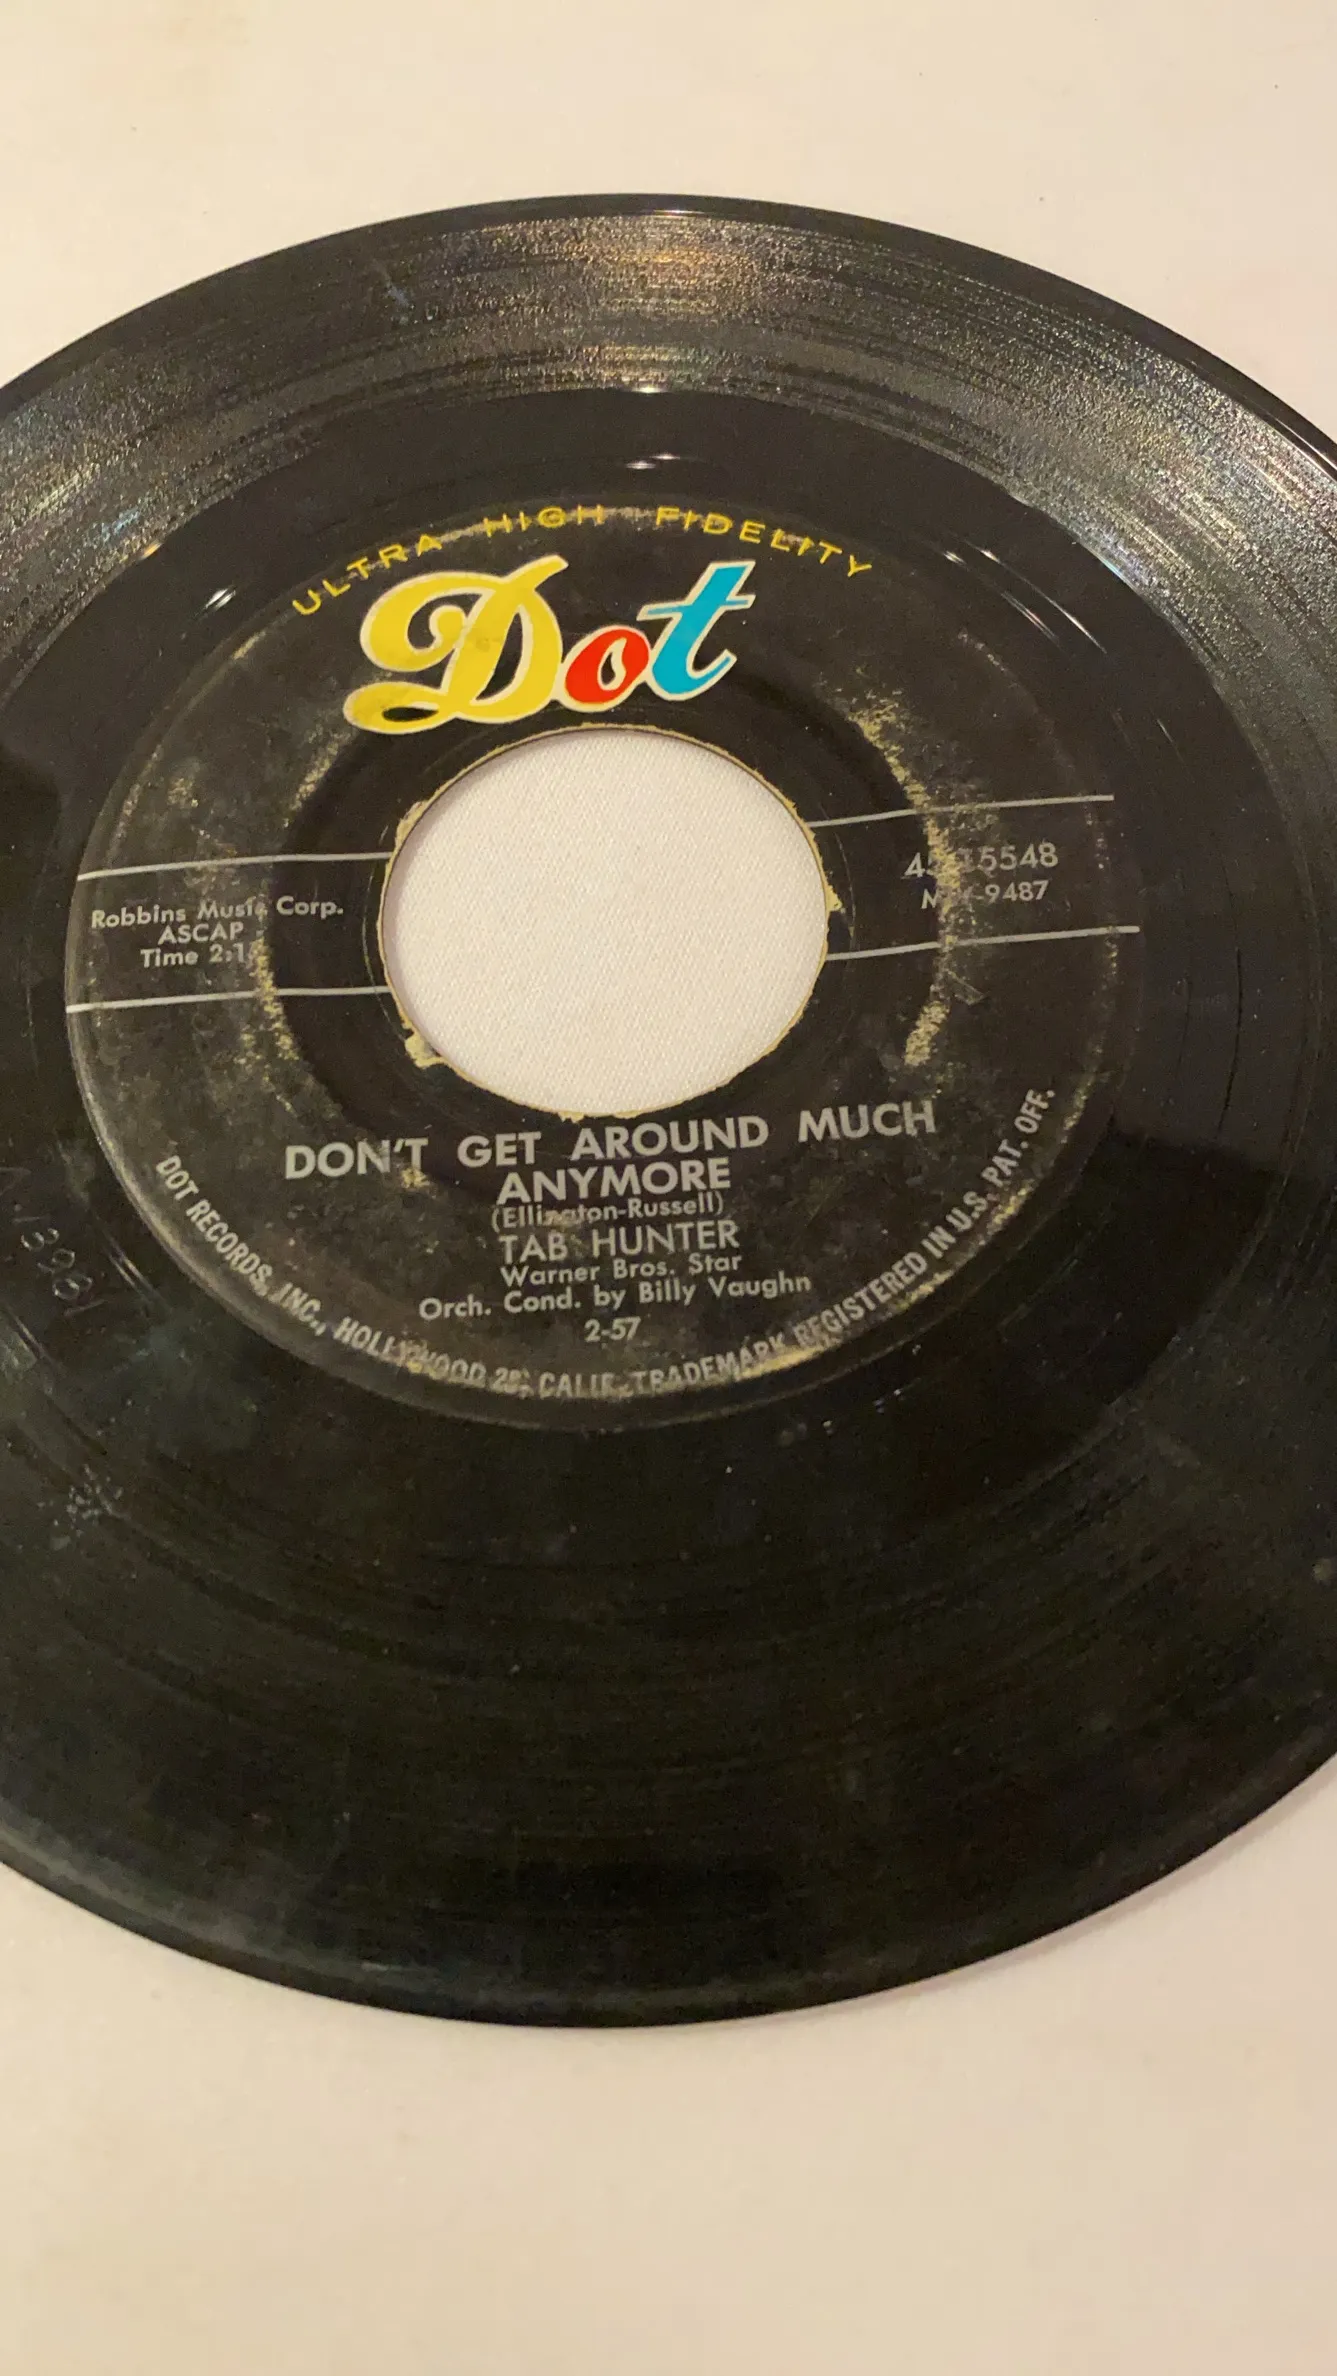 ULTRA HIGH FIDELITY
Dot
Robbins Music Corp.
ASCAP
Time
5548
9487
DON'T GET AROUND MUCH
ANYMORE
(Ellington-Russell)
TAB HUNTER
Warner Bros. Star
Orch. Cond. by Billy Vaughn
2-57
DOT RECORDS, INC., HOLLYWOOD 28, CALIF. TRADEMARK REGISTERED IN U.S. PAT. OFF.